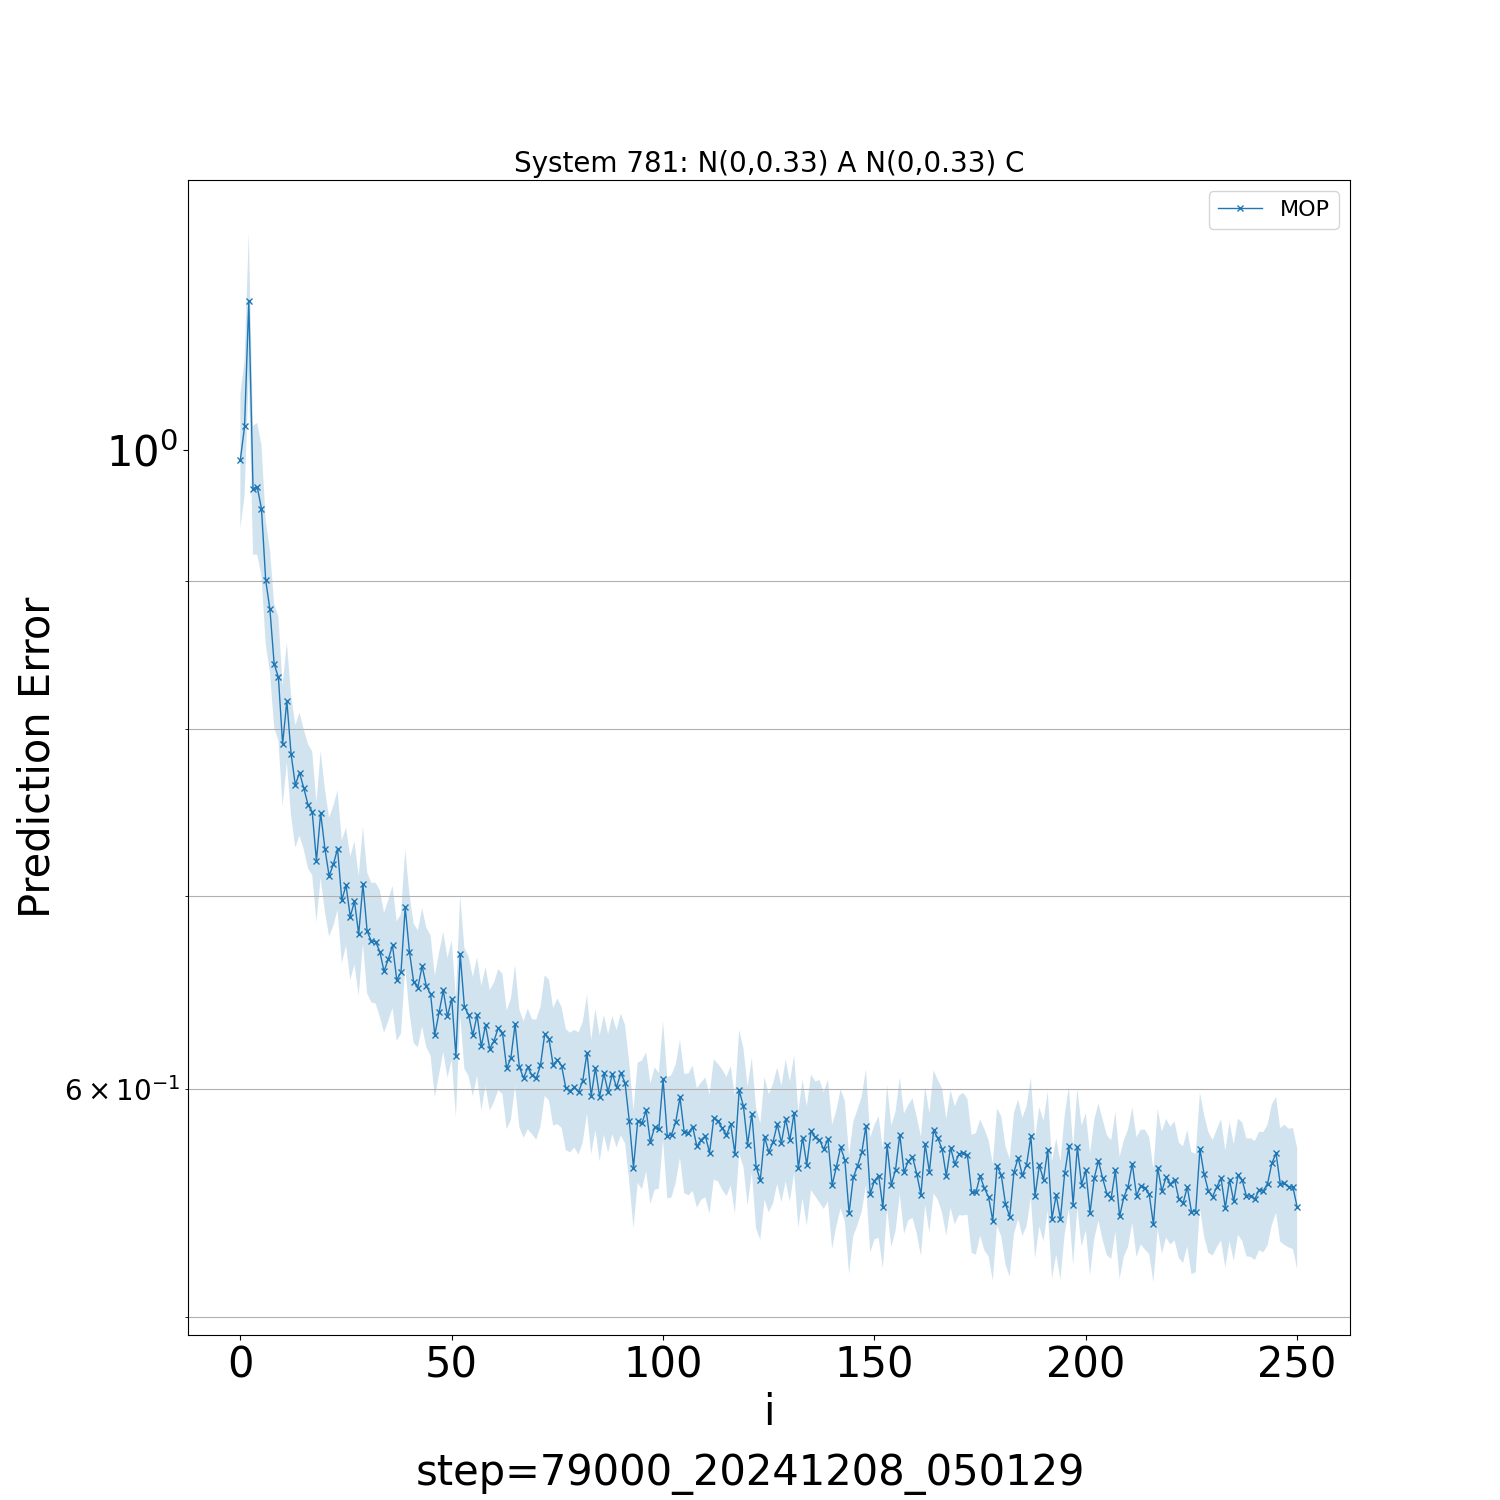 System 781: N(0,0.33) A N(0,0.33) C
MOP
10⁰
Prediction Error
6 × 10⁻¹
0 50 100 150 200 250
i
step=79000_20241208_050129